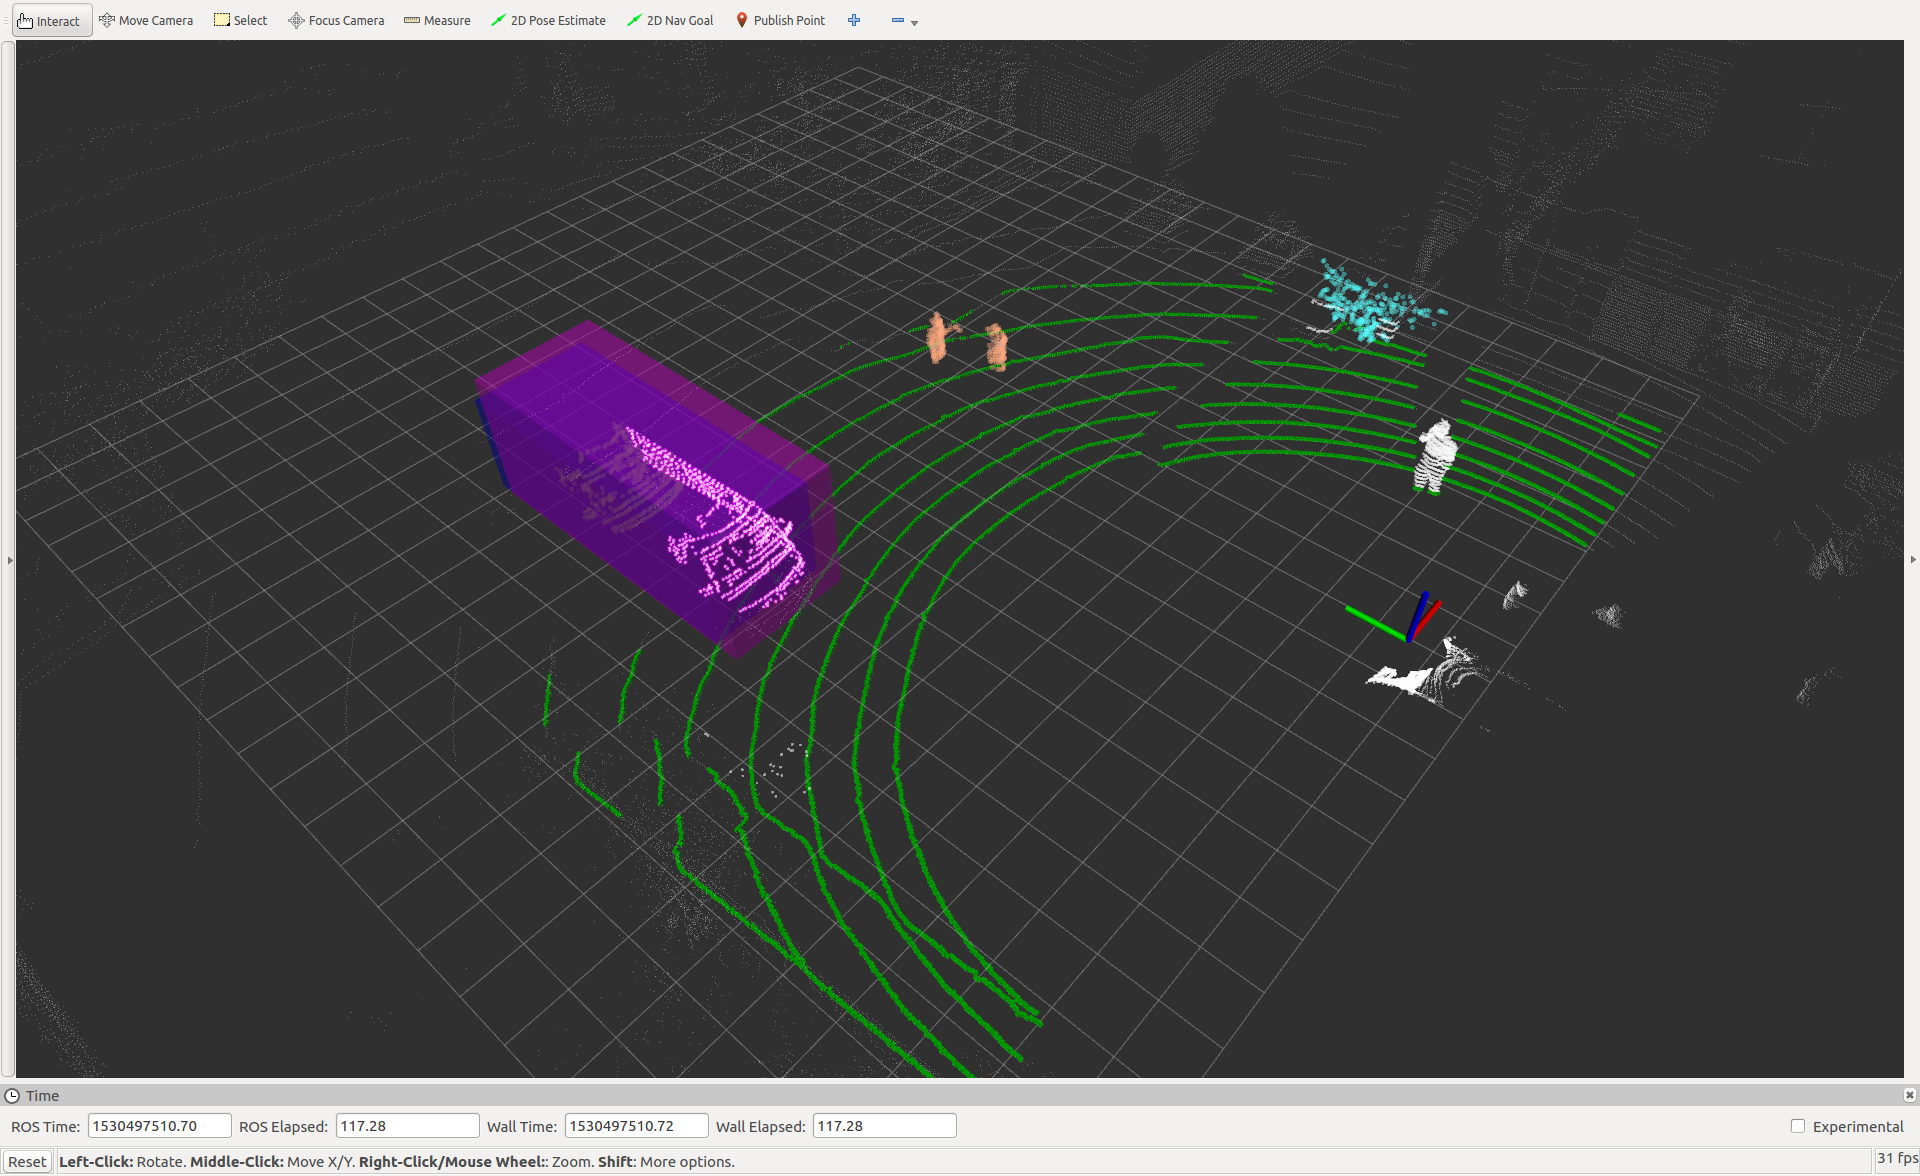 Interact Move Camera Select Focus Camera Measure 2D Pose Estimate 2D Nav Goal Publish Point
Time
ROS Time: 1530497510.70 ROS Elapsed: 117.28 Wall Time: 1530497510.72 Wall Elapsed: 117.28 Experimental
Reset Left-Click: Rotate. Middle-Click: Move X/Y. Right-Click/Mouse Wheel:: Zoom. Shift: More options. 31 fps